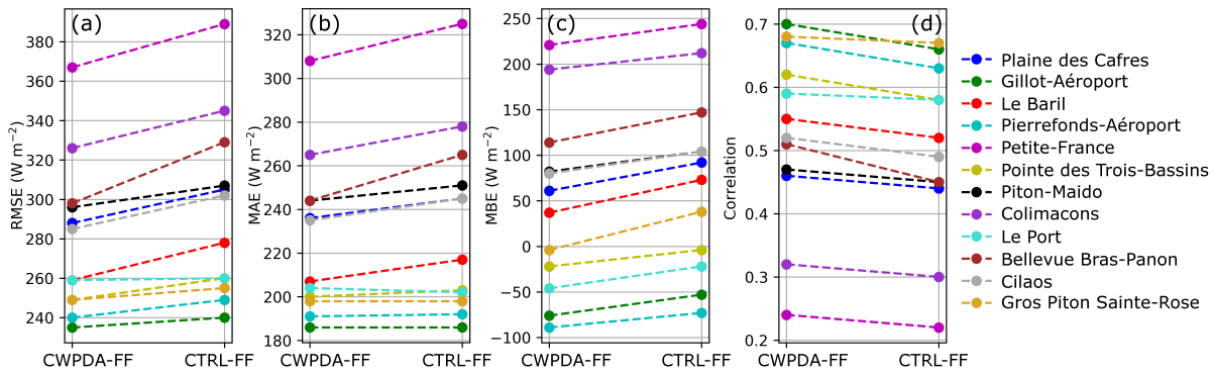 (a)
RMSE (W m⁻²)
380
360
340
320
300
280
260
240
CWPDA-FF
CTRL-FF
(b)
MAE (W m⁻²)
320
300
280
260
240
220
200
180
CWPDA-FF
CTRL-FF
(c)
MBE (W m⁻²)
250
200
150
100
50
0
−50
−100
CWPDA-FF
CTRL-FF
(d)
Correlation
0.7
0.6
0.5
0.4
0.3
0.2
CWPDA-FF
CTRL-FF
Plaine des Cafres
Gillot-Aéroport
Le Baril
Pierrefonds-Aéroport
Petite-France
Pointe des Trois-Bassins
Piton-Maido
Colimacons
Le Port
Bellevue Bras-Panon
Cilaos
Gros Piton Sainte-Rose